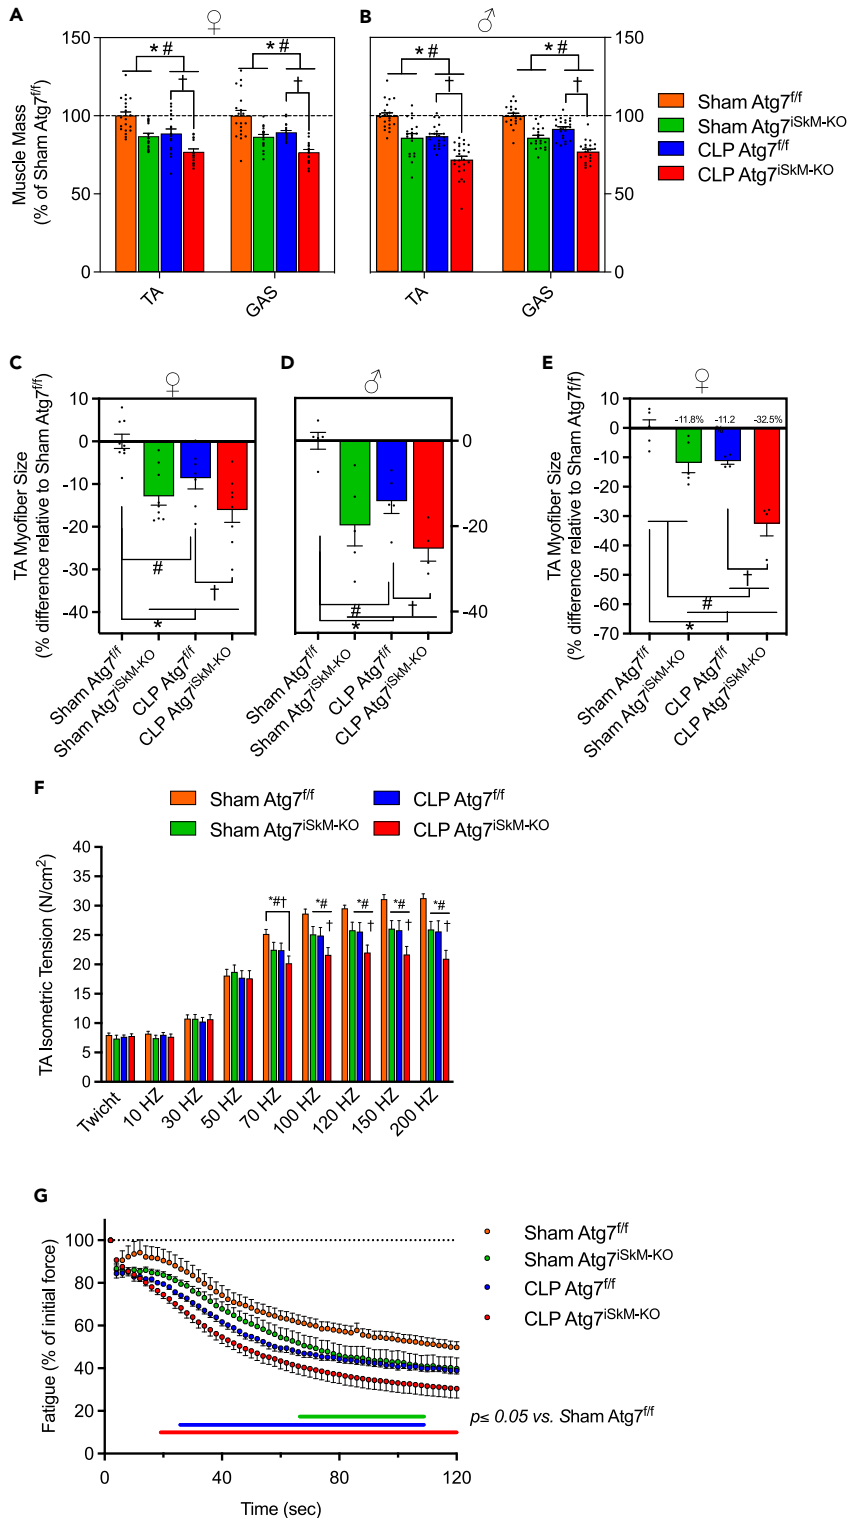 A ♀
B ♂
Muscle Mass
(% of Sham Atg7f/f)
150
100
50
0
* #
†
* #
†
TA
GAS
* #
†
* #
†
150
100
50
0
TA
GAS
Sham Atg7f/f
Sham Atg7iSkM-KO
CLP Atg7f/f
CLP Atg7iSkM-KO
C ♀
D ♂
E ♀
TA Myofiber Size
(% difference relative to Sham Atg7f/f)
10
0
-10
-20
-30
-40
#
†
*
Sham Atg7f/f
Sham Atg7iSkM-KO
CLP Atg7f/f
CLP Atg7iSkM-KO
0
-20
-40
#
†
*
Sham Atg7f/f
Sham Atg7iSkM-KO
CLP Atg7f/f
CLP Atg7iSkM-KO
TA Myofiber Size
(% difference relative to Sham Atg7f/f)
10
0
-10
-20
-30
-40
-50
-60
-70
-11.8%
-11.2
-32.5%
†
#
*
Sham Atg7f/f
Sham Atg7iSkM-KO
CLP Atg7f/f
CLP Atg7iSkM-KO
F
Sham Atg7f/f
CLP Atg7f/f
Sham Atg7iSkM-KO
CLP Atg7iSkM-KO
TA Isometric Tension (N/cm2)
40
35
30
25
20
15
10
5
0
*#†
*#
†
*#
†
*#
†
*#
†
Twicht
10 HZ
30 HZ
50 HZ
70 HZ
100 HZ
120 HZ
150 HZ
200 HZ
G
Fatigue (% of initial force)
100
80
60
40
20
0
Sham Atg7f/f
Sham Atg7iSkM-KO
CLP Atg7f/f
CLP Atg7iSkM-KO
p≤ 0.05 vs. Sham Atg7f/f
0
40
80
120
Time (sec)